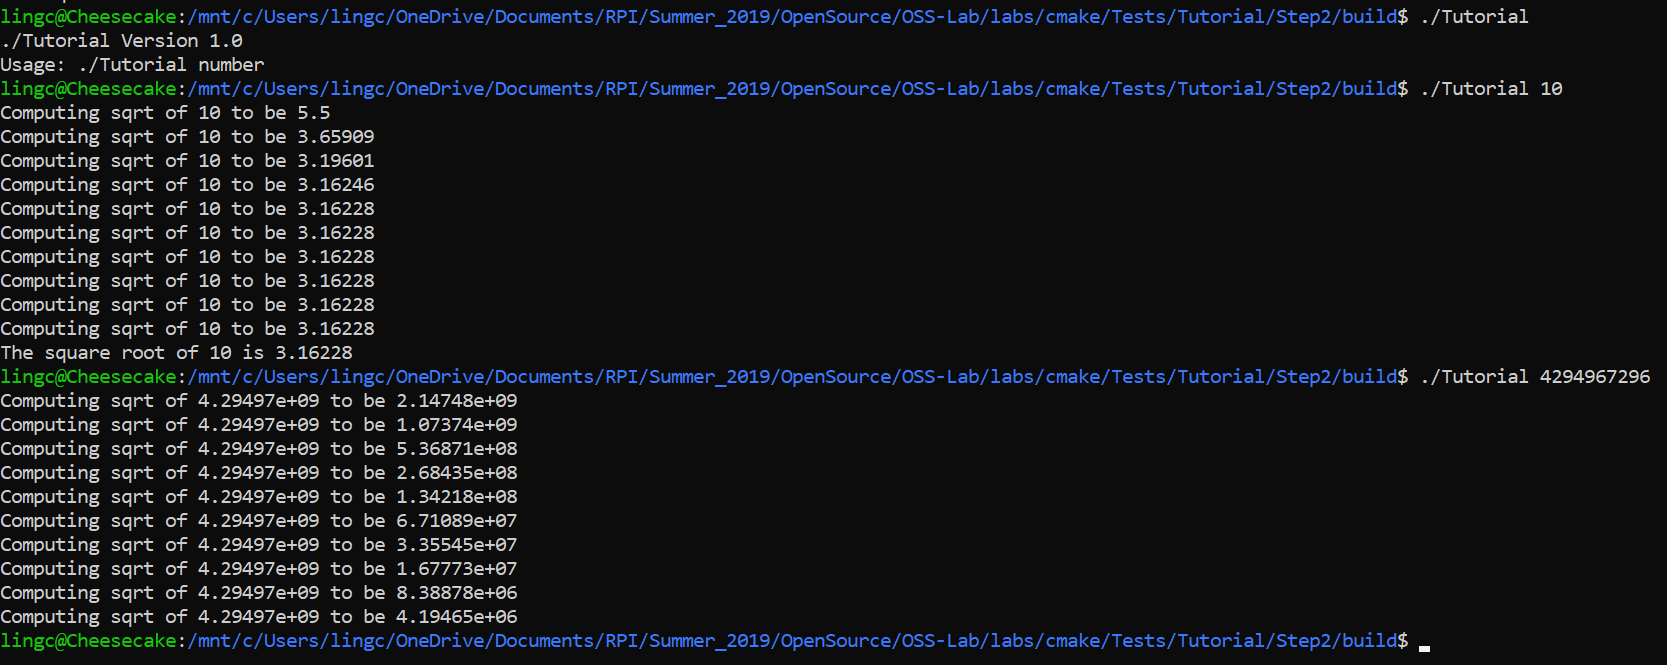 lingc@Cheesecake:/mnt/c/Users/lingc/OneDrive/Documents/RPI/Summer_2019/OpenSource/OSS-Lab/labs/cmake/Tests/Tutorial/Step2/build$ ./Tutorial
./Tutorial Version 1.0
Usage: ./Tutorial number
lingc@Cheesecake:/mnt/c/Users/lingc/OneDrive/Documents/RPI/Summer_2019/OpenSource/OSS-Lab/labs/cmake/Tests/Tutorial/Step2/build$ ./Tutorial 10
Computing sqrt of 10 to be 5.5
Computing sqrt of 10 to be 3.65909
Computing sqrt of 10 to be 3.19601
Computing sqrt of 10 to be 3.16246
Computing sqrt of 10 to be 3.16228
Computing sqrt of 10 to be 3.16228
Computing sqrt of 10 to be 3.16228
Computing sqrt of 10 to be 3.16228
Computing sqrt of 10 to be 3.16228
Computing sqrt of 10 to be 3.16228
The square root of 10 is 3.16228
lingc@Cheesecake:/mnt/c/Users/lingc/OneDrive/Documents/RPI/Summer_2019/OpenSource/OSS-Lab/labs/cmake/Tests/Tutorial/Step2/build$ ./Tutorial 4294967296
Computing sqrt of 4.29497e+09 to be 2.14748e+09
Computing sqrt of 4.29497e+09 to be 1.07374e+09
Computing sqrt of 4.29497e+09 to be 5.36871e+08
Computing sqrt of 4.29497e+09 to be 2.68435e+08
Computing sqrt of 4.29497e+09 to be 1.34218e+08
Computing sqrt of 4.29497e+09 to be 6.71089e+07
Computing sqrt of 4.29497e+09 to be 3.35545e+07
Computing sqrt of 4.29497e+09 to be 1.67773e+07
Computing sqrt of 4.29497e+09 to be 8.38878e+06
Computing sqrt of 4.29497e+09 to be 4.19465e+06
lingc@Cheesecake:/mnt/c/Users/lingc/OneDrive/Documents/RPI/Summer_2019/OpenSource/OSS-Lab/labs/cmake/Tests/Tutorial/Step2/build$